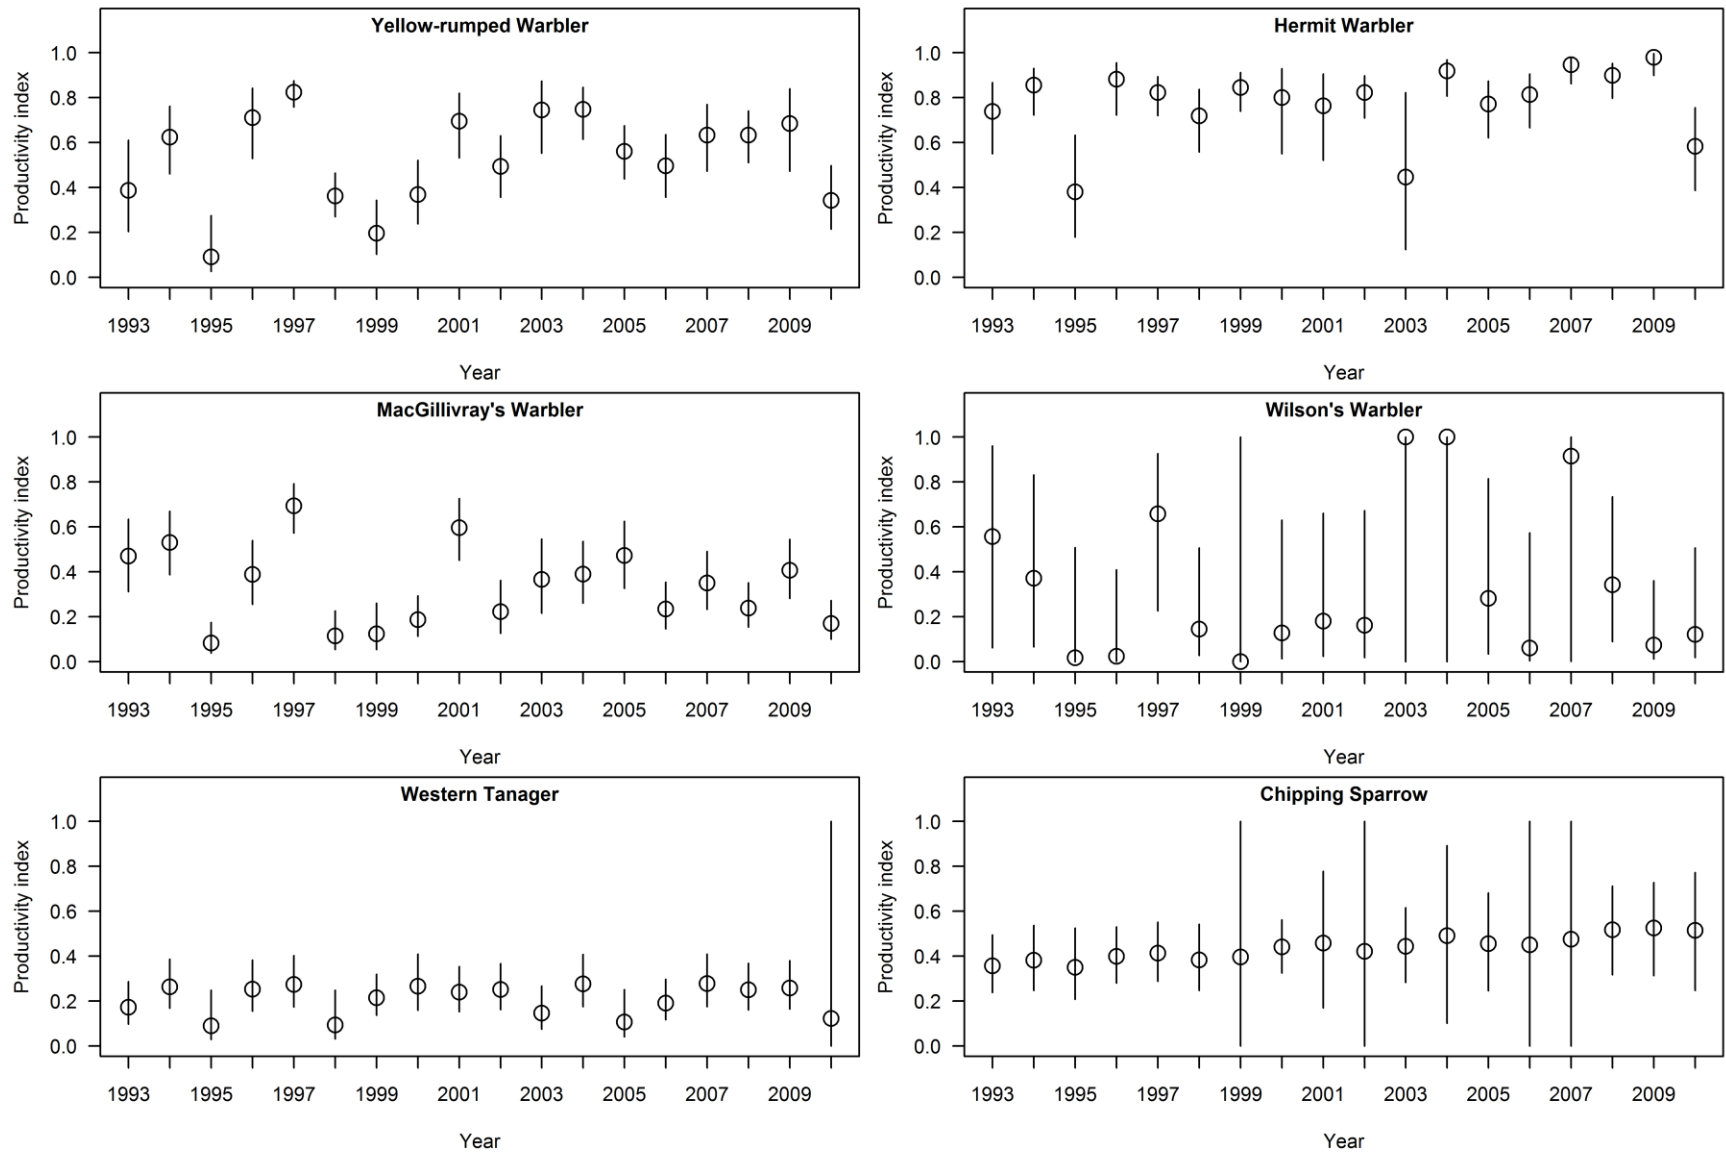 Yellow-rumped Warbler
Productivity index
1.0
0.8
0.6
0.4
0.2
0.0
1993 1995 1997 1999 2001 2003 2005 2007 2009
Year
Hermit Warbler
Productivity index
1.0
0.8
0.6
0.4
0.2
0.0
1993 1995 1997 1999 2001 2003 2005 2007 2009
Year
MacGillivray's Warbler
Productivity index
1.0
0.8
0.6
0.4
0.2
0.0
1993 1995 1997 1999 2001 2003 2005 2007 2009
Year
Wilson's Warbler
Productivity index
1.0
0.8
0.6
0.4
0.2
0.0
1993 1995 1997 1999 2001 2003 2005 2007 2009
Year
Western Tanager
Productivity index
1.0
0.8
0.6
0.4
0.2
0.0
1993 1995 1997 1999 2001 2003 2005 2007 2009
Year
Chipping Sparrow
Productivity index
1.0
0.8
0.6
0.4
0.2
0.0
1993 1995 1997 1999 2001 2003 2005 2007 2009
Year